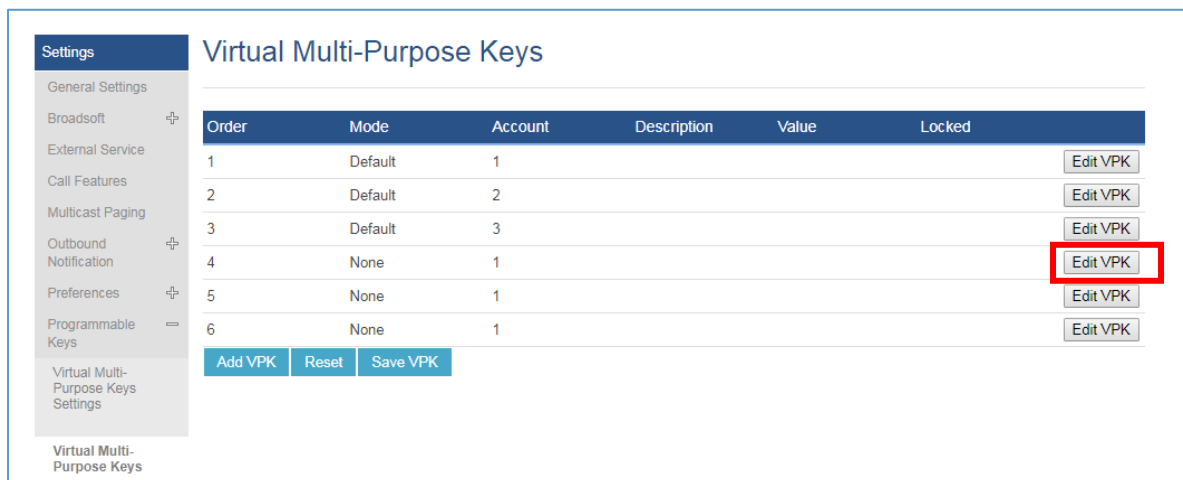 Settings
General Settings
Broadsoft
External Service
Call Features
Multicast Paging
Outbound
Notification
Preferences
Programmable
Keys
Virtual Multi-
Purpose Keys
Settings
Virtual Multi-
Purpose Keys
Virtual Multi-Purpose Keys
Order Mode Account Description Value Locked
1 Default 1 Edit VPK
2 Default 2 Edit VPK
3 Default 3 Edit VPK
4 None 1 Edit VPK
5 None 1 Edit VPK
6 None 1 Edit VPK
Add VPK Reset Save VPK